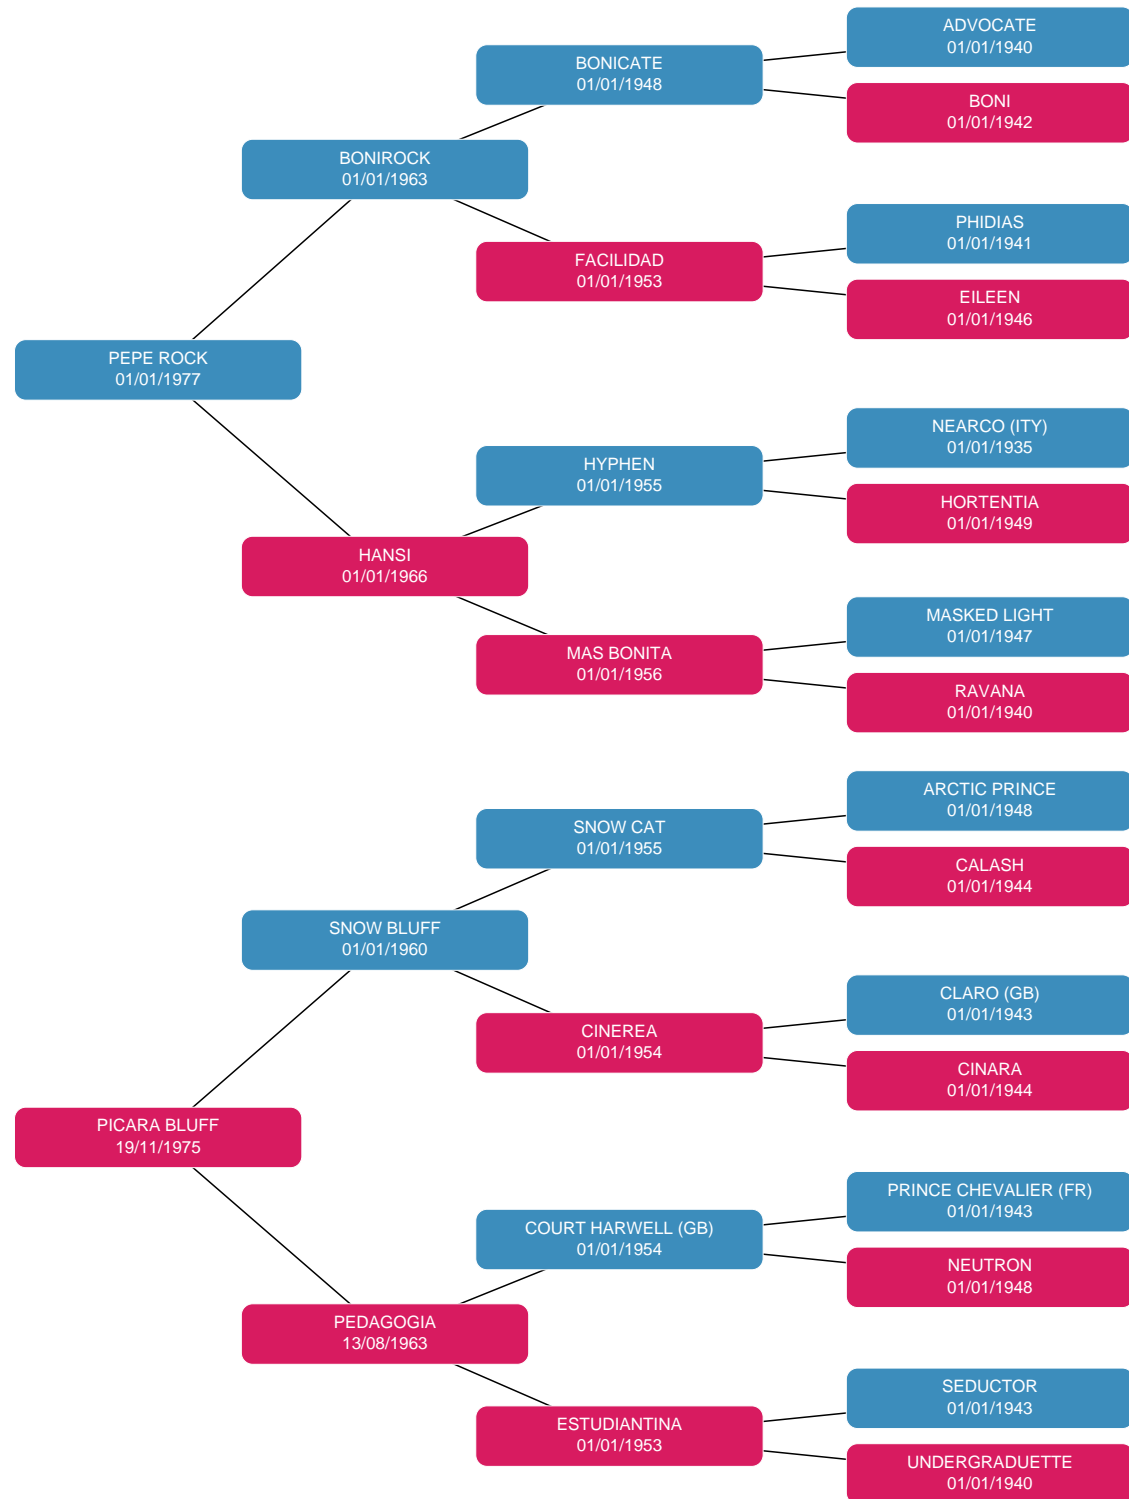 ADVOCATE
01/01/1940
BONICATE
01/01/1948
BONI
01/01/1942
BONIROCK
01/01/1963
PHIDIAS
01/01/1941
FACILIDAD
01/01/1953
EILEEN
01/01/1946
PEPE ROCK
01/01/1977
NEARCO (ITY)
01/01/1935
HYPHEN
01/01/1955
HORTENTIA
01/01/1949
HANSI
01/01/1966
MASKED LIGHT
01/01/1947
MAS BONITA
01/01/1956
RAVANA
01/01/1940
ARCTIC PRINCE
01/01/1948
SNOW CAT
01/01/1955
CALASH
01/01/1944
SNOW BLUFF
01/01/1960
CLARO (GB)
01/01/1943
CINEREA
01/01/1954
CINARA
01/01/1944
PICARA BLUFF
19/11/1975
PRINCE CHEVALIER (FR)
01/01/1943
COURT HARWELL (GB)
01/01/1954
NEUTRON
01/01/1948
PEDAGOGIA
13/08/1963
SEDUCTOR
01/01/1943
ESTUDIANTINA
01/01/1953
UNDERGRADUETTE
01/01/1940